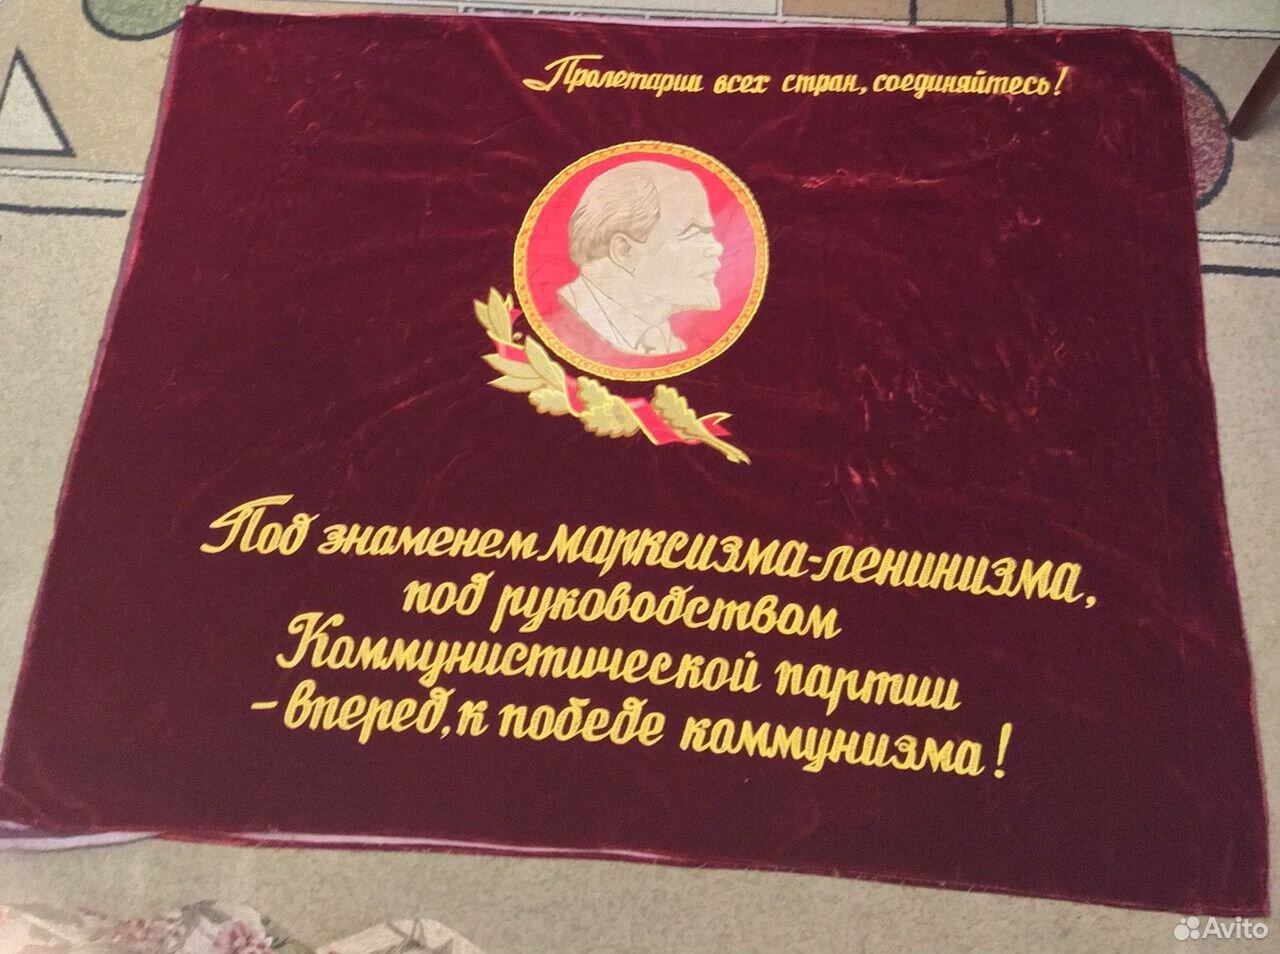 Пролетарии всех стран, соединяйтесь!
Под знаменем марксизма-ленинизма,
под руководством
Коммунистической партии
- вперед, к победе коммунизма!
Avito